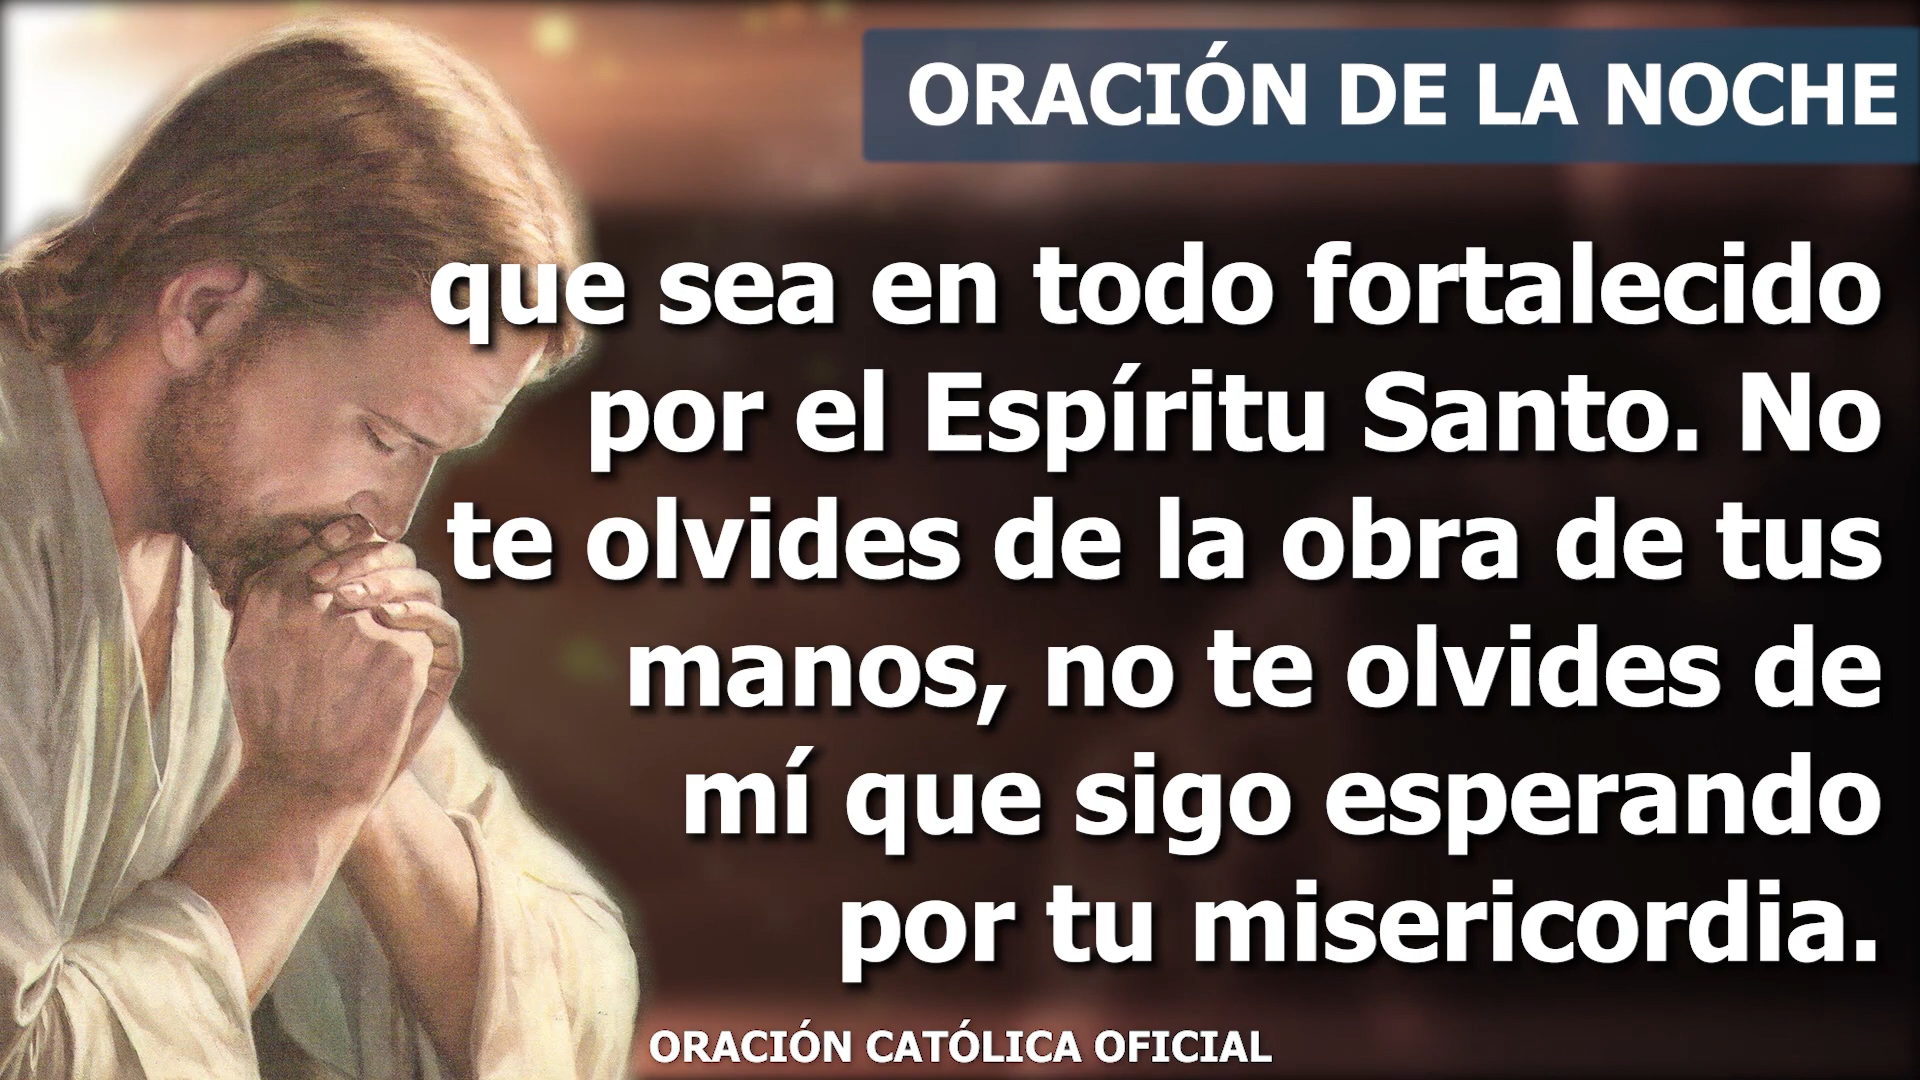 ORACIÓN DE LA NOCHE
que sea en todo fortalecido
por el Espíritu Santo. No
te olvides de la obra de tus
manos, no te olvides de
mí que sigo esperando
por tu misericordia.
ORACIÓN CATÓLICA OFICIAL